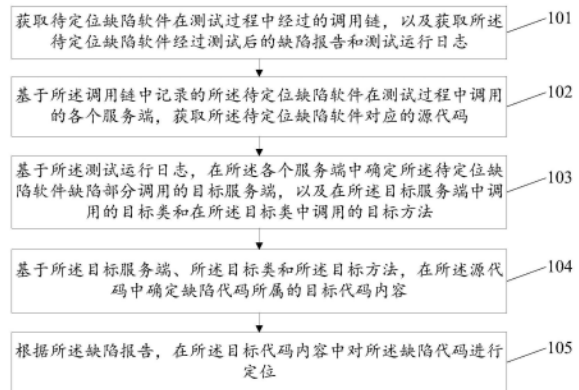 获取待定位缺陷软件在测试过程中经过的调用链，以及获取所述
待定位缺陷软件经过测试后的缺陷报告和测试运行日志
101
基于所述调用链中记录的所述待定位缺陷软件在测试过程中调用
的各个服务端，获取所述待定位缺陷软件对应的源代码
102
基于所述测试运行日志，在所述各个服务端中确定所述待定位缺
陷软件缺陷部分调用的目标服务端，以及在所述目标服务端中调
用的目标类和在所述目标类中调用的目标方法
103
基于所述目标服务端、所述目标类和所述目标方法，在所述源代
码中确定缺陷代码所属的目标代码内容
104
根据所述缺陷报告，在所述目标代码内容中对所述缺陷代码进行
定位
105